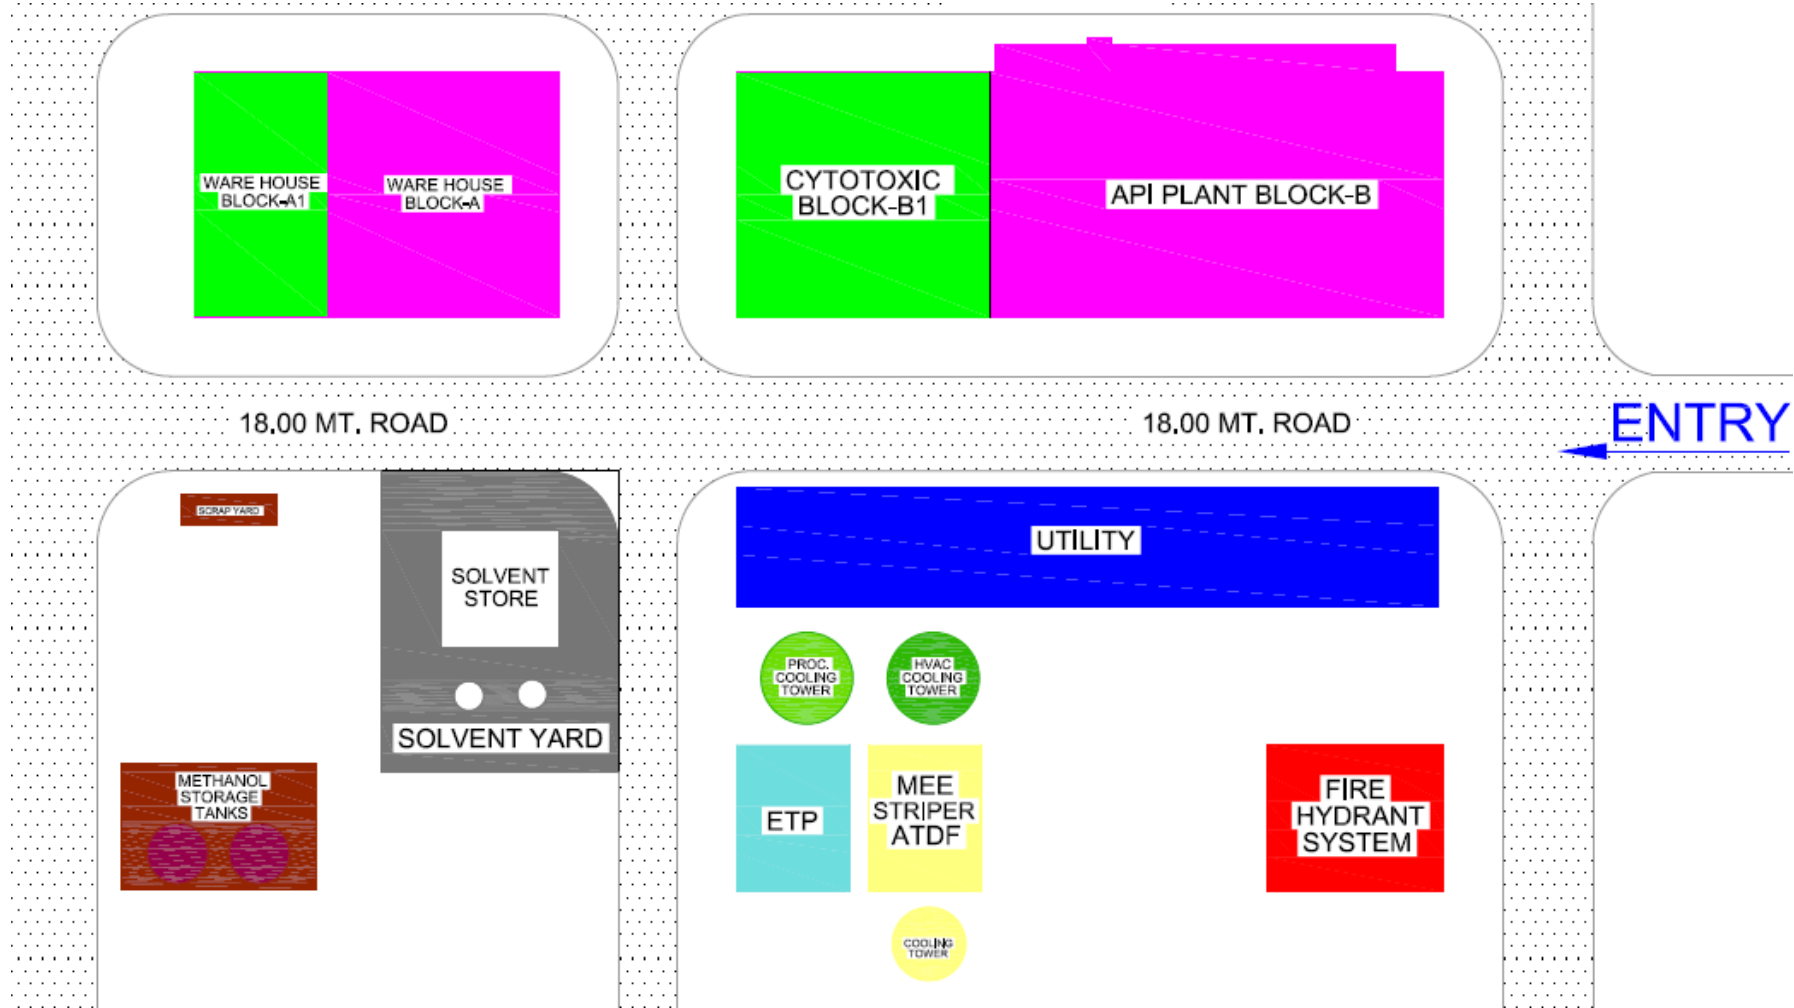 WARE HOUSE
BLOCK-A1
WARE HOUSE
BLOCK-A
CYTOTOXIC
BLOCK-B1
API PLANT BLOCK-B
18.00 MT. ROAD
18.00 MT. ROAD
ENTRY
SCRAP YARD
SOLVENT
STORE
SOLVENT YARD
METHANOL
STORAGE
TANKS
UTILITY
PROC.
COOLING
TOWER
HVAC
COOLING
TOWER
ETP
MEE
STRIPER
ATDF
COOLING
TOWER
FIRE
HYDRANT
SYSTEM